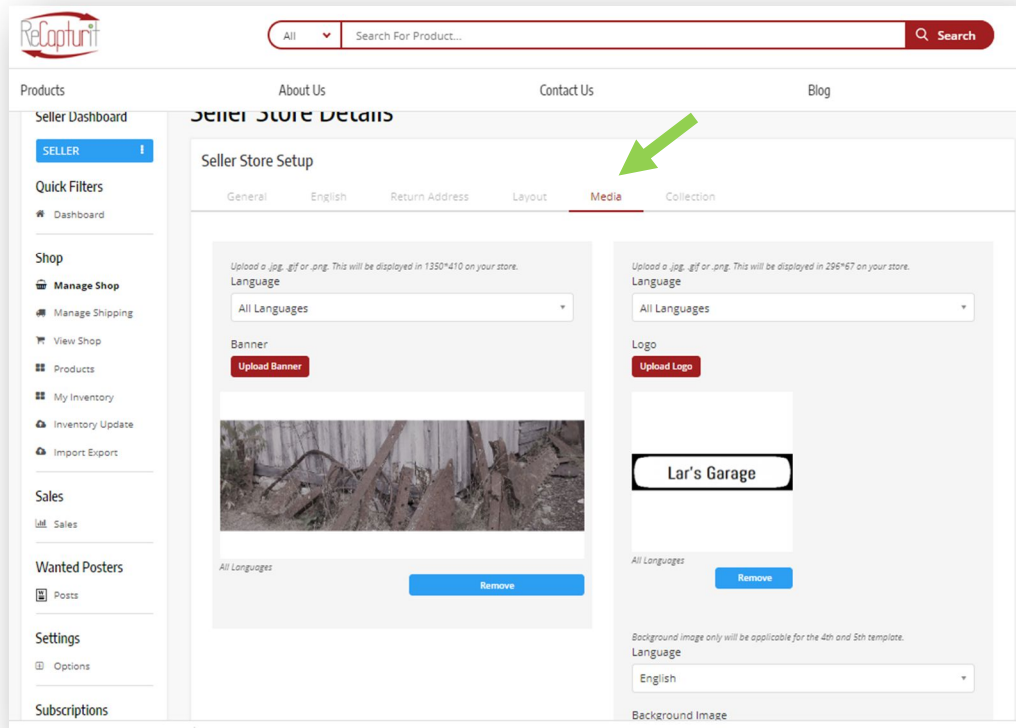 ReCapturit
All
Search For Product...
Search
Products
About Us
Contact Us
Blog
Seller Dashboard
SELLER
Quick Filters
Dashboard
Shop
Manage Shop
Manage Shipping
View Shop
Products
My Inventory
Inventory Update
Import Export
Sales
Sales
Wanted Posters
Posts
Settings
Options
Subscriptions
Seller Store Details
Seller Store Setup
General
English
Return Address
Layout
Media
Collection
Upload a .jpg, .gif or .png. This will be displayed in 1350*410 on your store.
Language
All Languages
Banner
Upload Banner
All Languages
Remove
Upload a .jpg, .gif or .png. This will be displayed in 296*67 on your store.
Language
All Languages
Logo
Upload Logo
Lar's Garage
All Languages
Remove
Background image only will be applicable for the 4th and 5th template.
Language
English
Background Image